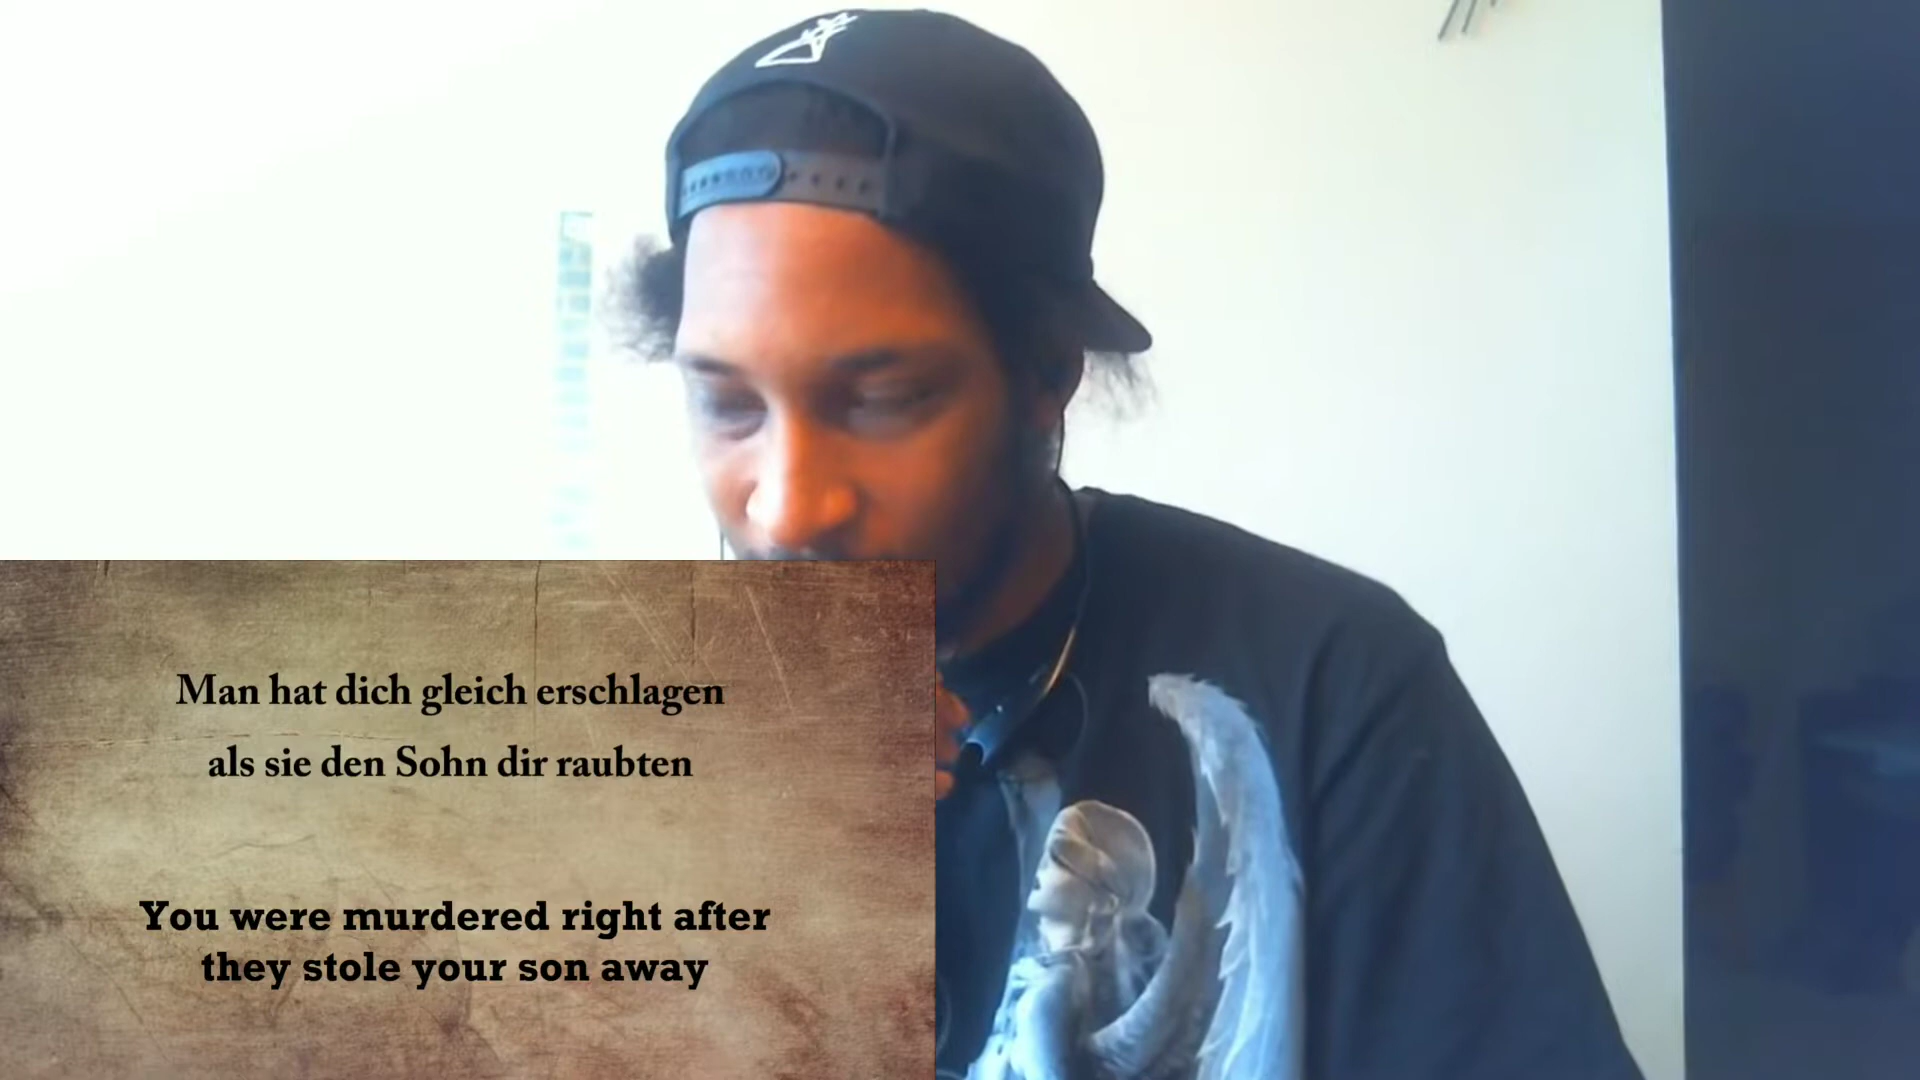 Man hat dich gleich erschlagen
als sie den Sohn dir raubten
You were murdered right after
they stole your son away